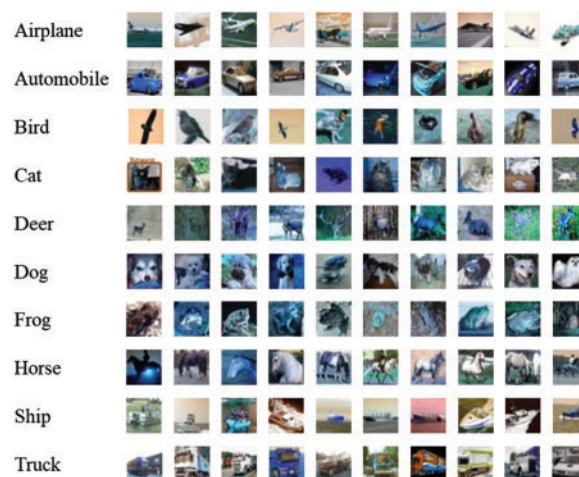 Airplane
Automobile
Bird
Cat
Deer
Dog
Frog
Horse
Ship
Truck